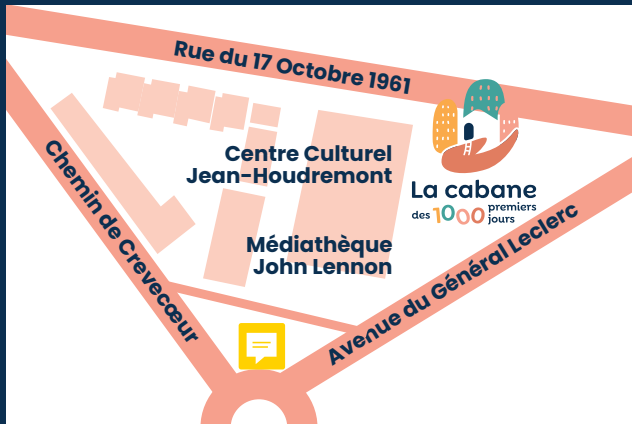 Rue du 17 Octobre 1961
Centre Culturel
Jean-Houdremont
La cabane
des 1000 premiers
jours
Chemin de Crevecœur
Médiathèque
John Lennon
Avenue du Général Leclerc